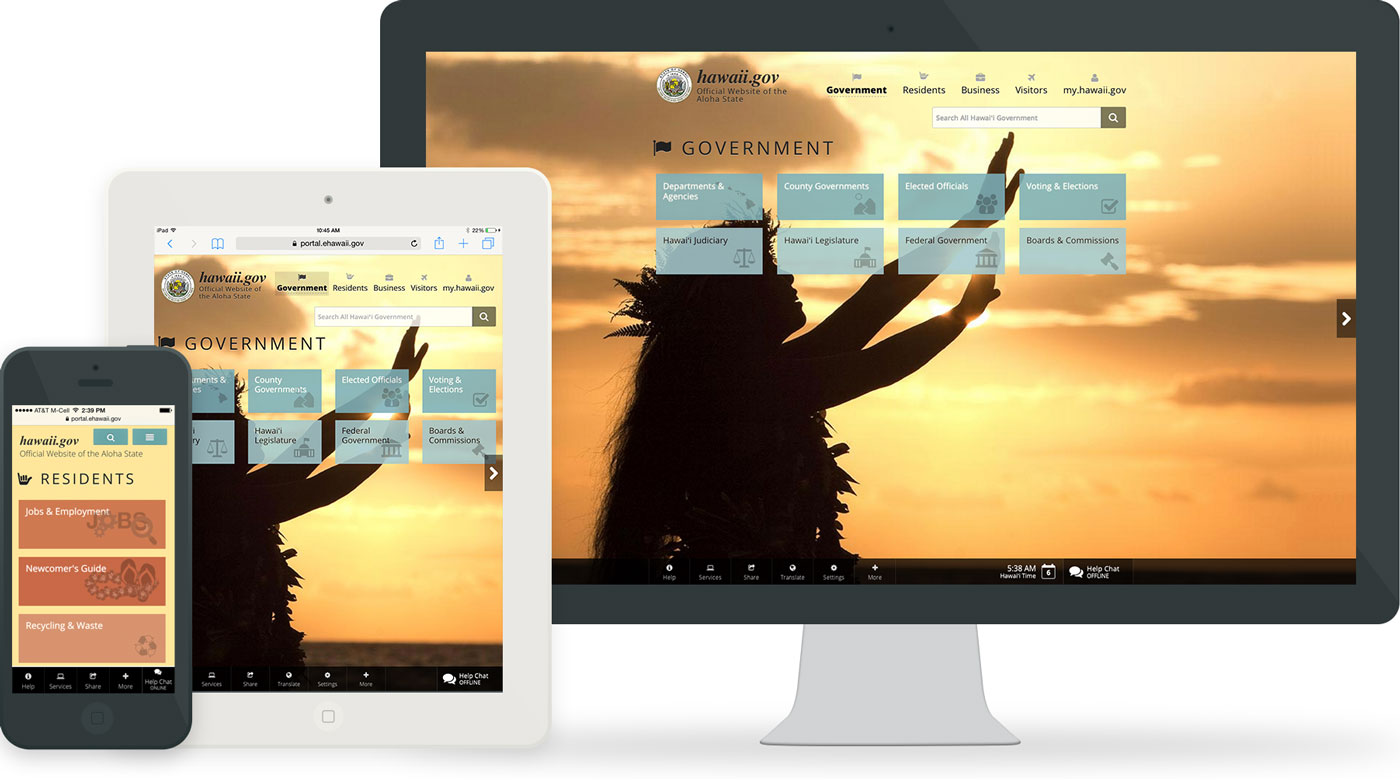 hawaii.gov
Official Website of the
Aloha State
Government
Residents
Business
Visitors
my.hawaii.gov
Search All Hawai'i Government
GOVERNMENT
Departments &
Agencies
County Governments
Elected Officials
Voting & Elections
Hawai'i Judiciary
Hawai'i Legislature
Federal Government
Boards & Commissions
Help
Services
Share
Translate
Settings
More
5:38 AM
Hawai'i Time
6
Help Chat
OFFLINE
iPad
10:45 AM
22%
portal.ehawaii.gov
hawaii.gov
Official Website of
the Aloha State
Government
Residents
Business
Visitors
my.hawaii.gov
Search All Hawai'i Government
GOVERNMENT
ments &
es
County
Governments
Elected Officials
Voting &
Elections
i
ry
Hawai'i
Legislature
Federal
Government
Boards &
Commissions
Services
Share
Translate
Settings
More
Help Chat
OFFLINE
AT&T M-Cell
2:39 PM
portal.ehawaii.gov
hawaii.gov
Official Website of the Aloha State
RESIDENTS
Jobs & Employment
JOBS
Newcomer's Guide
Recycling & Waste
Help
Services
Share
More
Help Chat
ONLINE